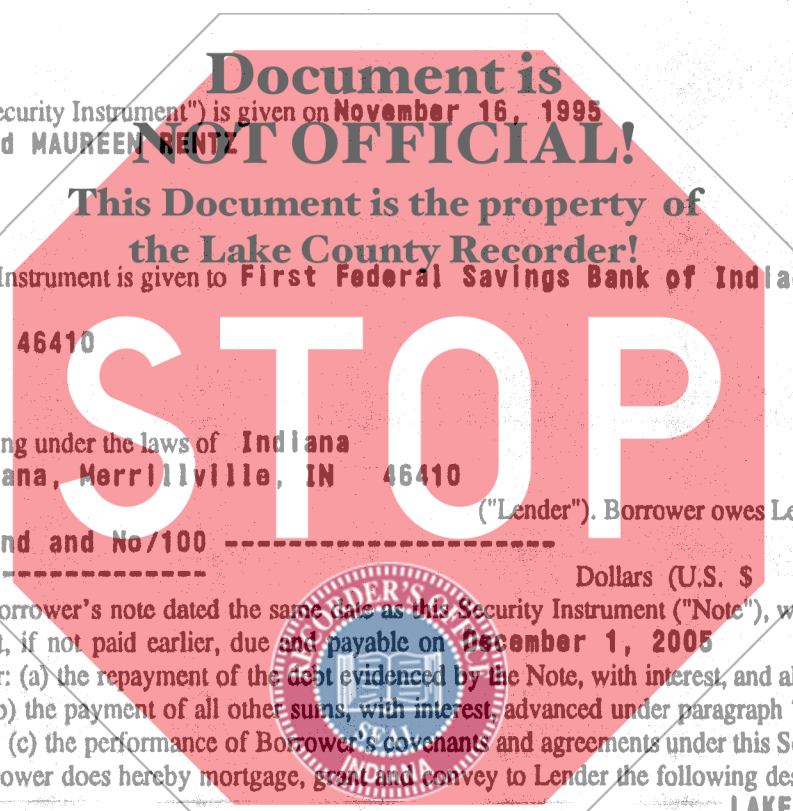 Document is
ecurity Instrument") is given on November 16, 1995
d MAUREEN RENTZ
NOT OFFICIAL!
This Document is the property of
the Lake County Recorder!
Instrument is given to First Federal Savings Bank of India
46410
STOP
ng under the laws of Indiana
ana, Merrillville, IN 46410
("Lender"). Borrower owes Le
nd and No/100 ----------------------
--------------
Dollars (U.S. $
orrower's note dated the same date as this Security Instrument ("Note"), w
t, if not paid earlier, due and payable on December 1, 2005
r: (a) the repayment of the debt evidenced by the Note, with interest, and al
b) the payment of all other sums, with interest, advanced under paragraph 7
(c) the performance of Borrower's covenants and agreements under this Se
rower does hereby mortgage, grant and convey to Lender the following des
LAKE
RECORDER'S OFFICE
SEAL
INDIANA